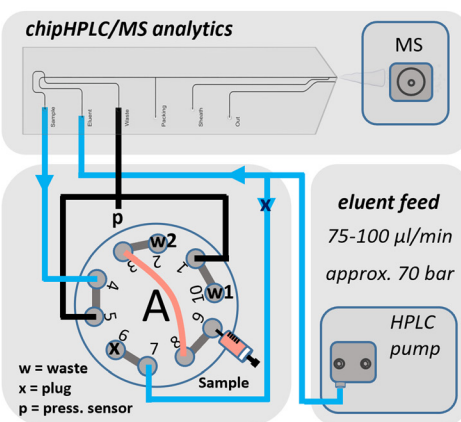 chipHPLC/MS analytics
MS
Sample
Eluent
Waste
Packing
Sheath
Out
p
x
eluent feed
75-100 µl/min
approx. 70 bar
HPLC
pump
w2
3
2
1
4
A
10
w1
5
9
x
6
7
8
Sample
w = waste
x = plug
p = press. sensor